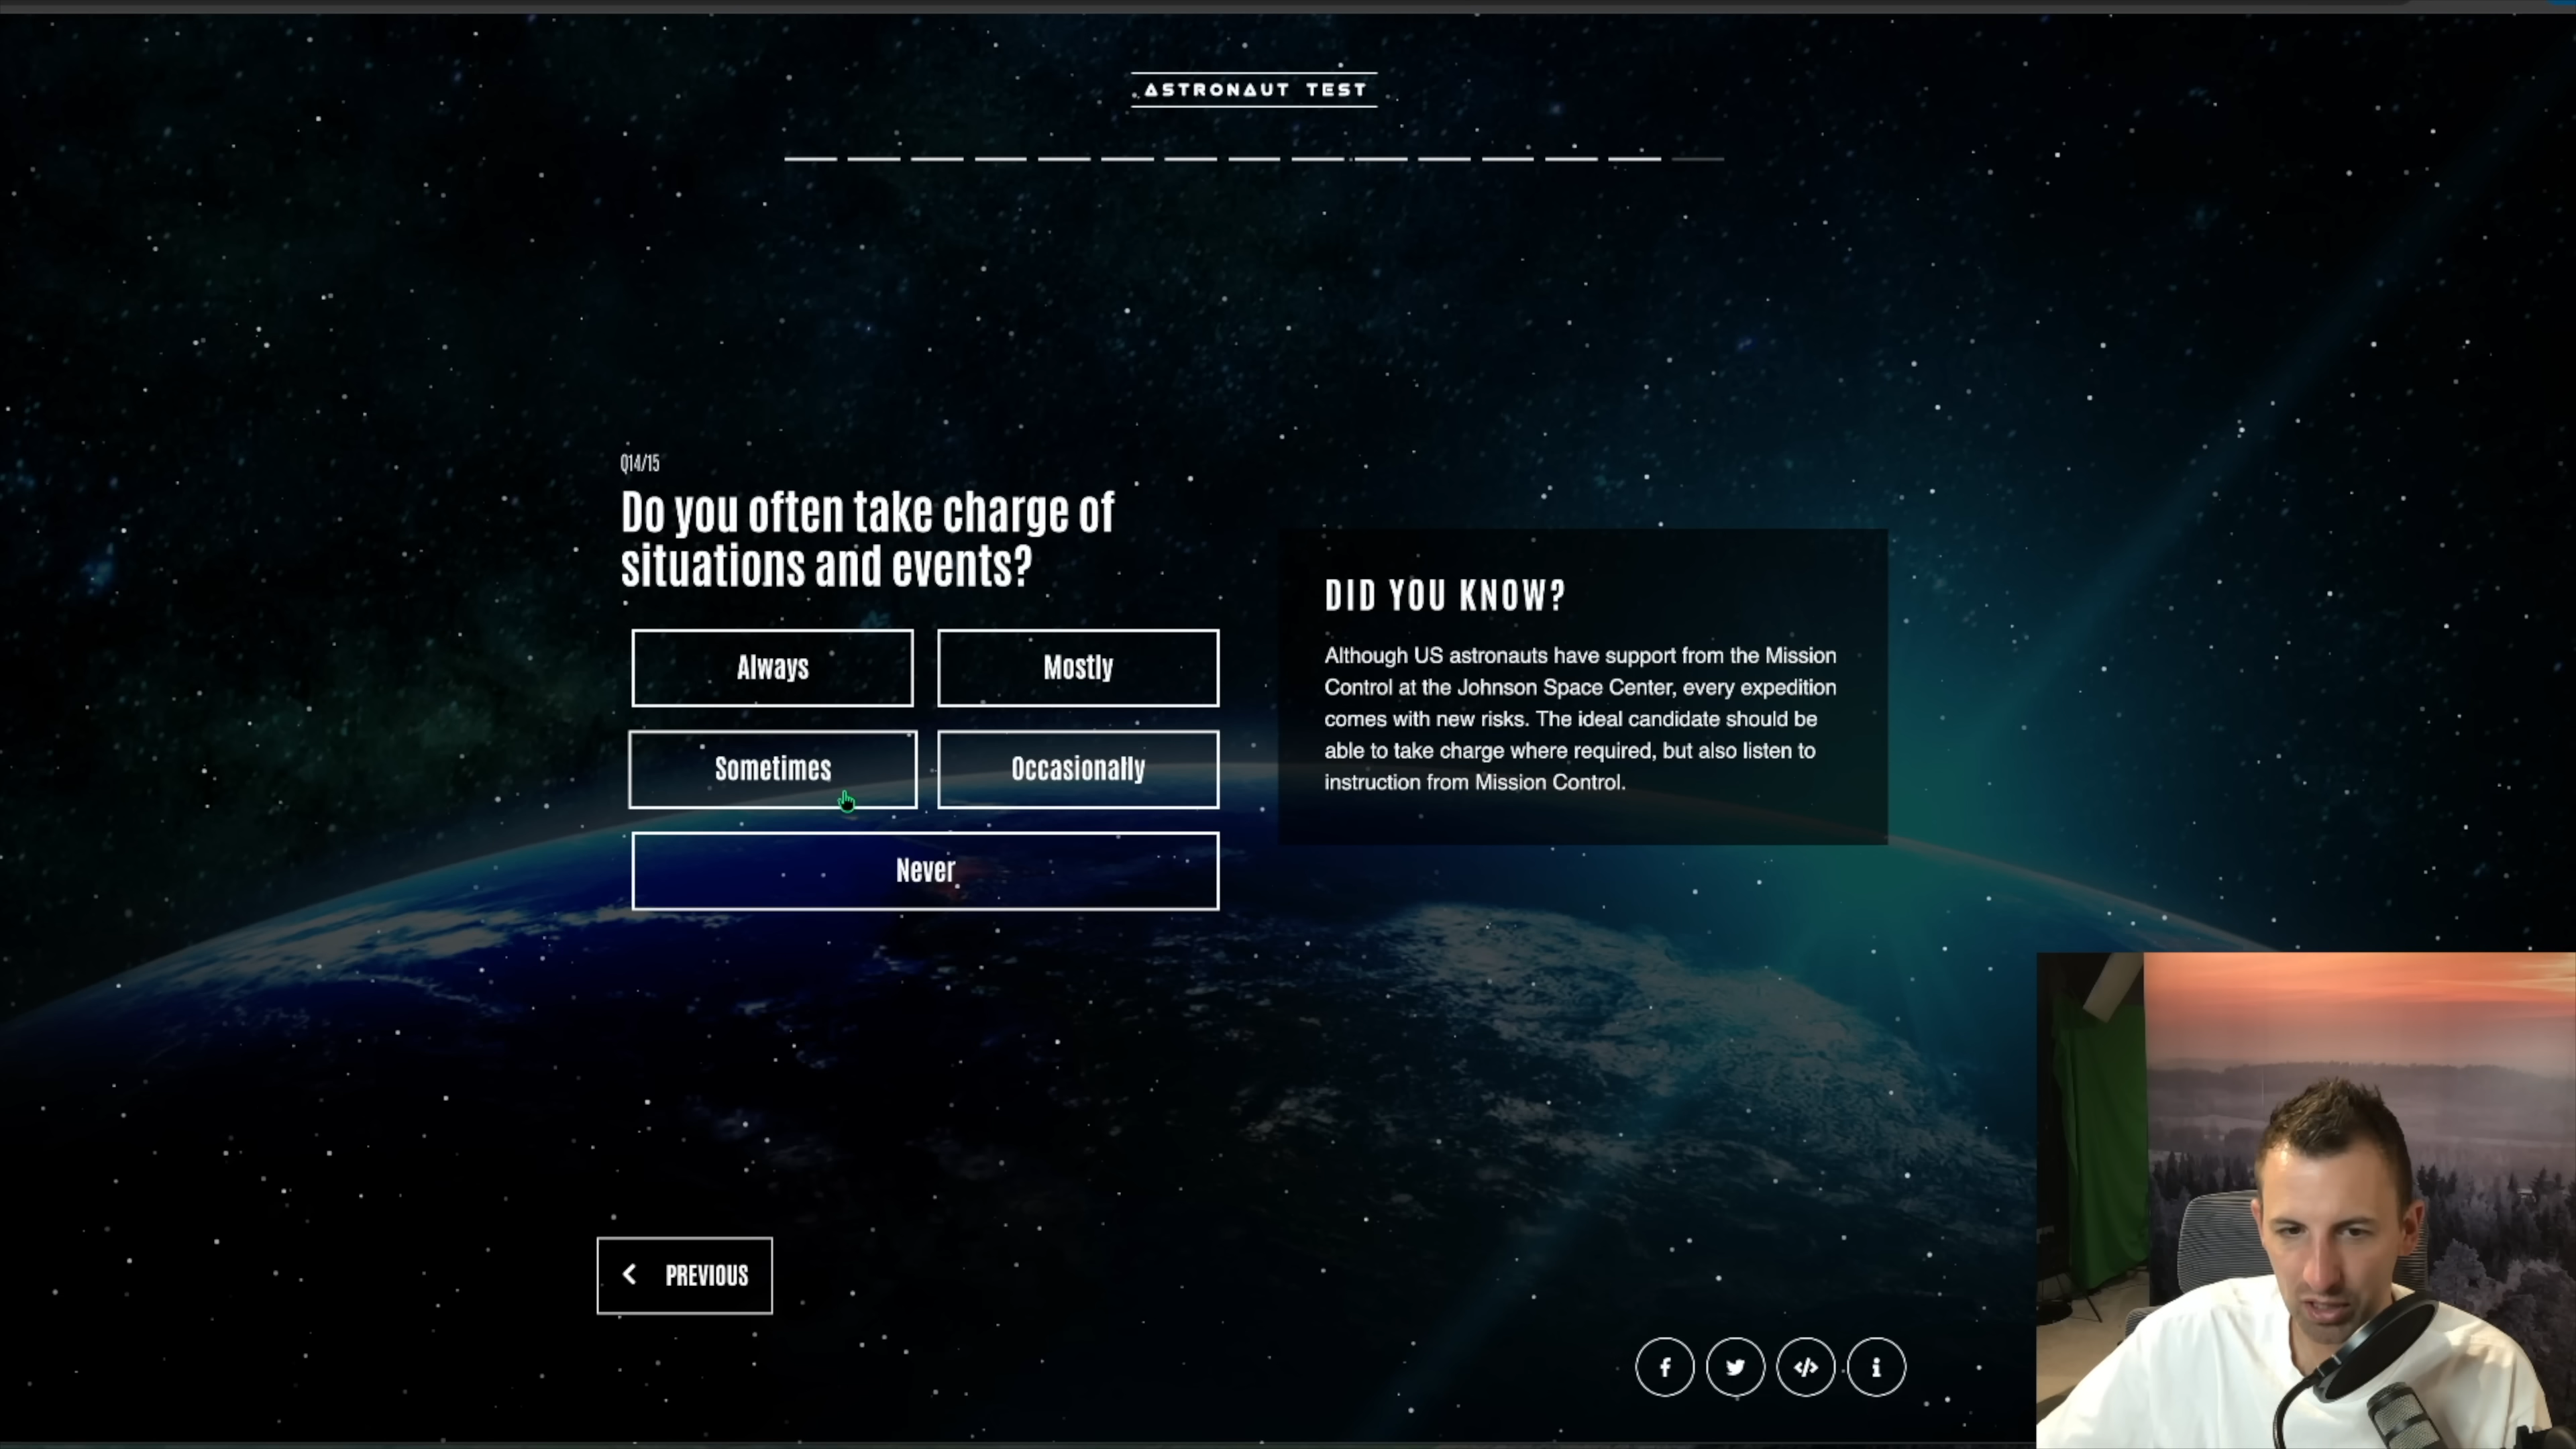 ASTRONAUT TEST
Q14/15
Do you often take charge of
situations and events?
Always
Mostly
Sometimes
Occasionally
Never
DID YOU KNOW?
Although US astronauts have support from the Mission
Control at the Johnson Space Center, every expedition
comes with new risks. The ideal candidate should be
able to take charge where required, but also listen to
instruction from Mission Control.
PREVIOUS